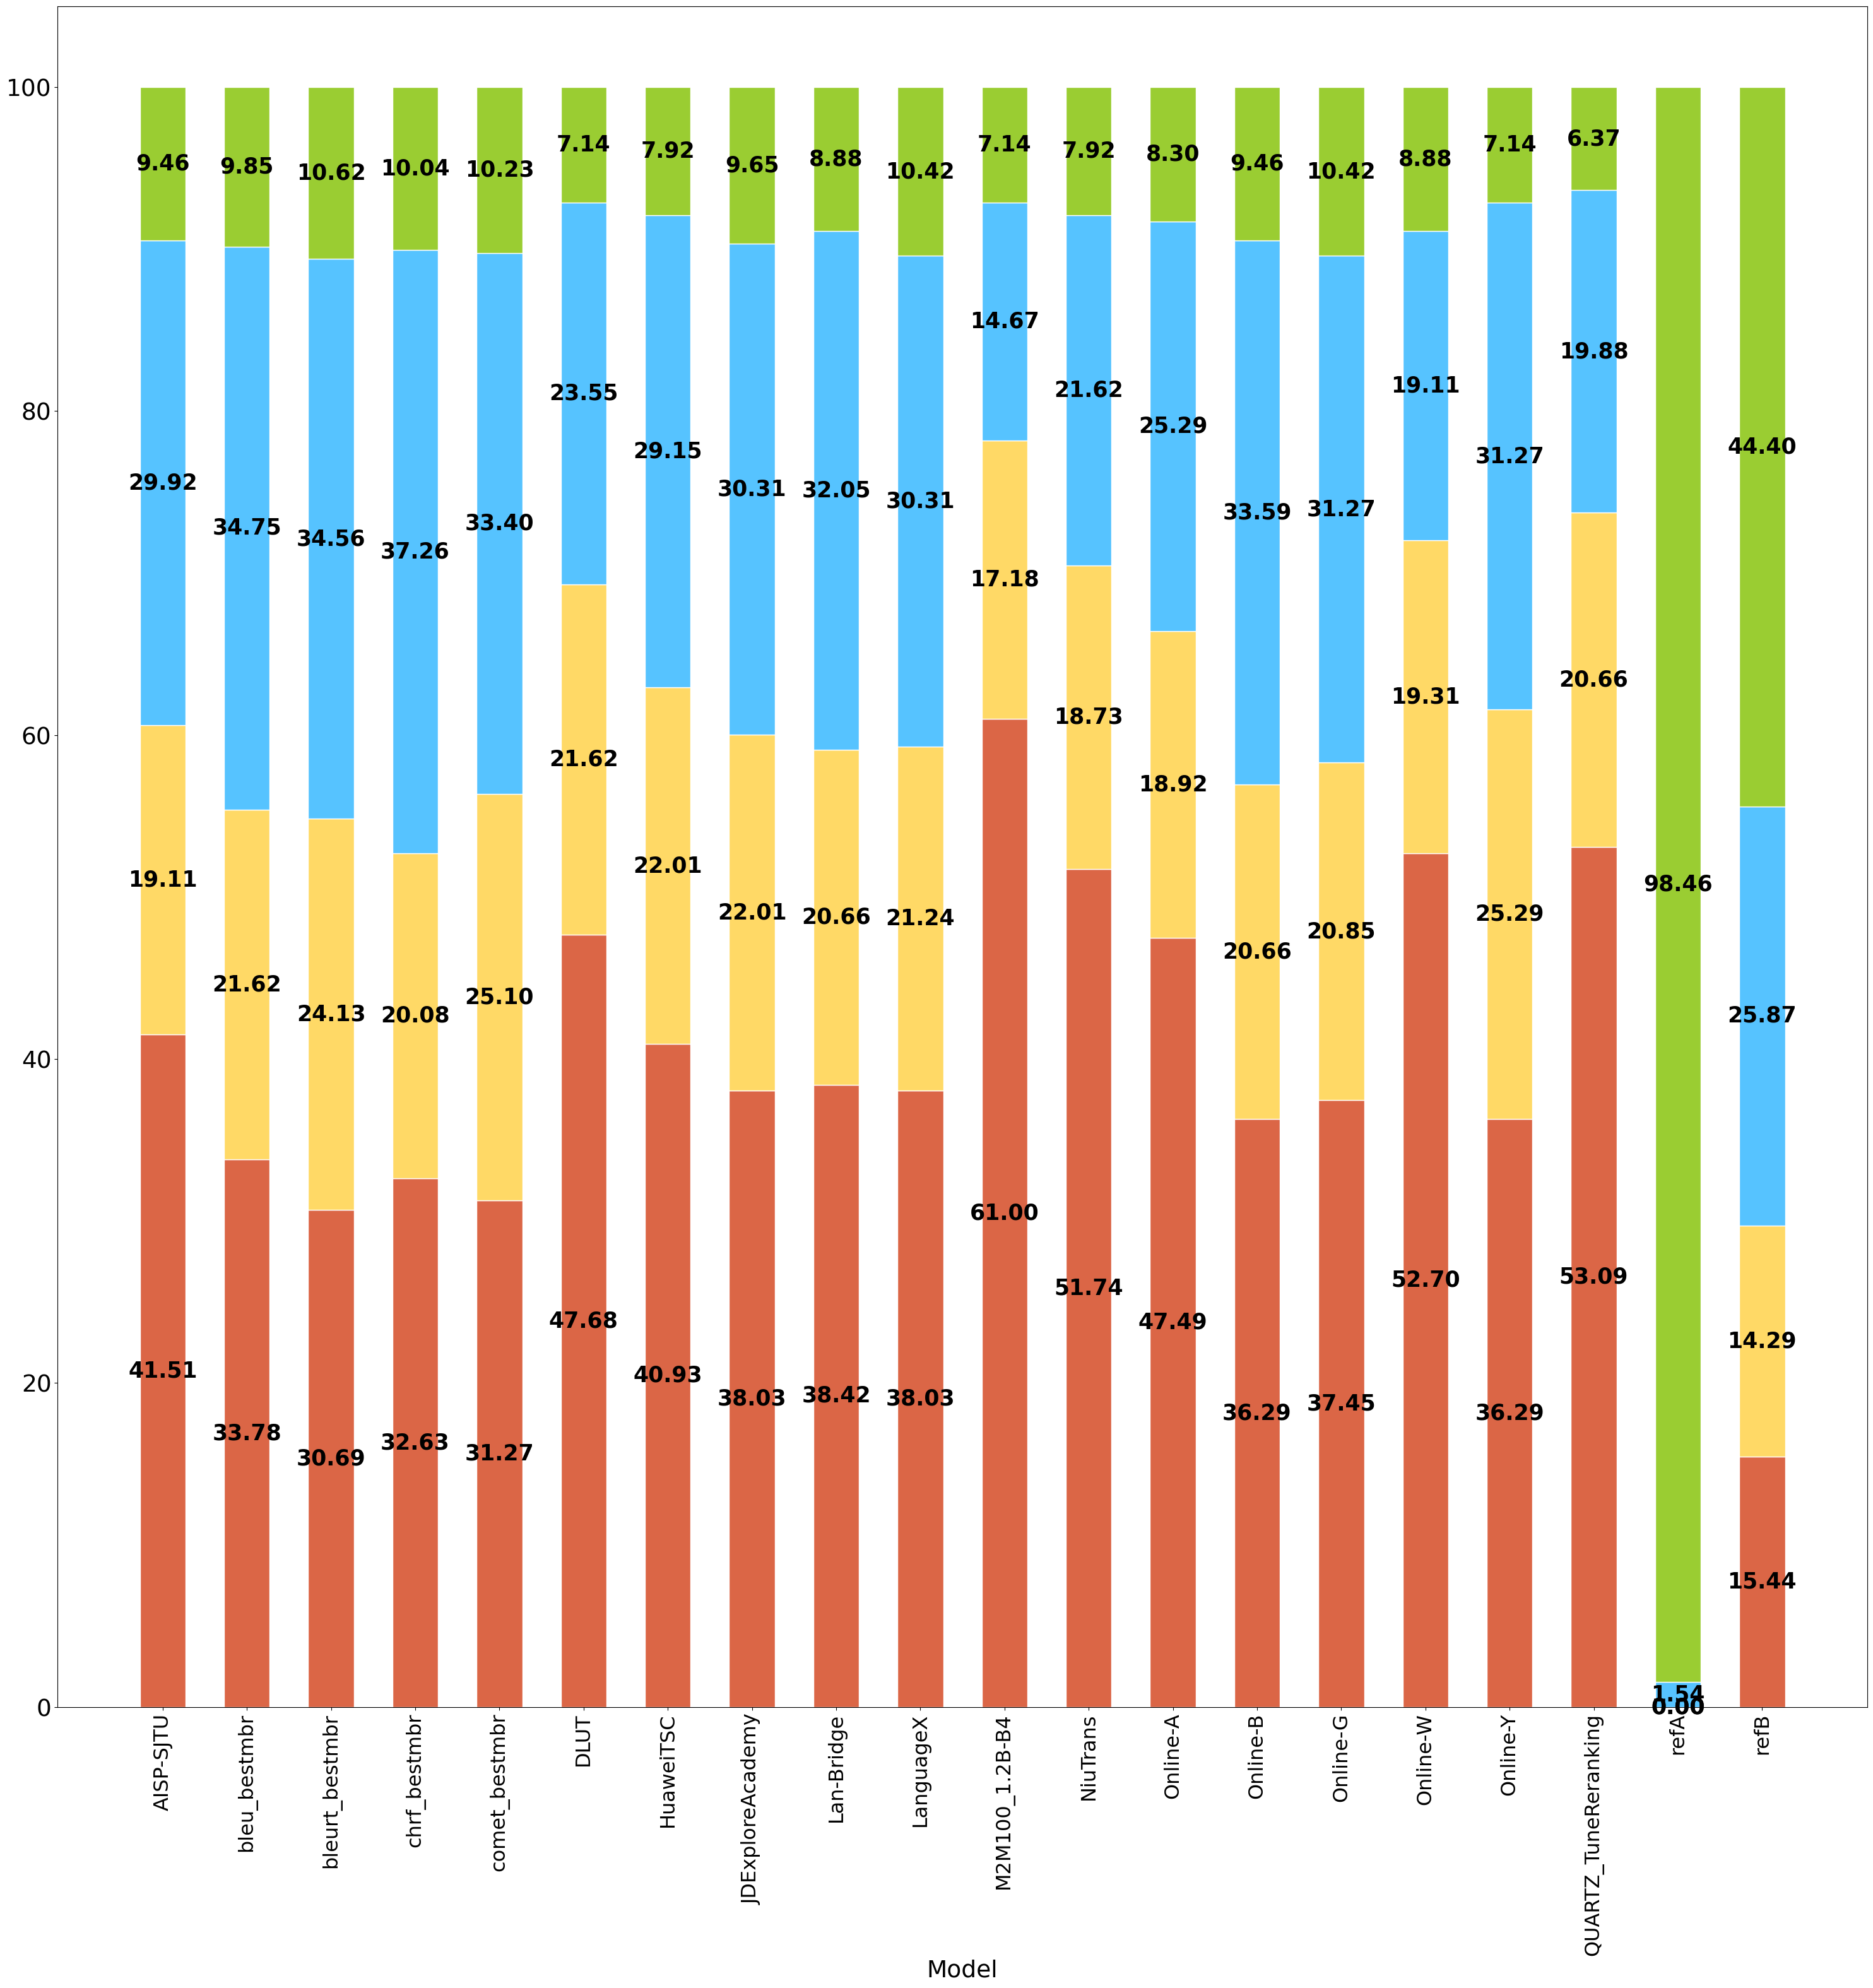 100
80
60
40
20
0
9.46 9.85 10.62 10.04 10.23 7.14 7.92 9.65 8.88 10.42 7.14 7.92 8.30 9.46 10.42 8.88 7.14 6.37 98.46 44.40
29.92 34.75 34.56 37.26 33.40 23.55 29.15 30.31 32.05 30.31 14.67 21.62 25.29 33.59 31.27 19.11 31.27 19.88 1.54 25.87
19.11 21.62 24.13 20.08 25.10 21.62 22.01 22.01 20.66 21.24 17.18 18.73 18.92 20.66 20.85 19.31 25.29 20.66 0.00 14.29
41.51 33.78 30.69 32.63 31.27 47.68 40.93 38.03 38.42 38.03 61.00 51.74 47.49 36.29 37.45 52.70 36.29 53.09 15.44
AISP-SJTU
bleu_bestmbr
bleurt_bestmbr
chrf_bestmbr
comet_bestmbr
DLUT
HuaweiTSC
JDExploreAcademy
Lan-Bridge
LanguageX
M2M100_1.2B-B4
NiuTrans
Online-A
Online-B
Online-G
Online-W
Online-Y
QUARTZ_TuneReranking
refA
refB
Model